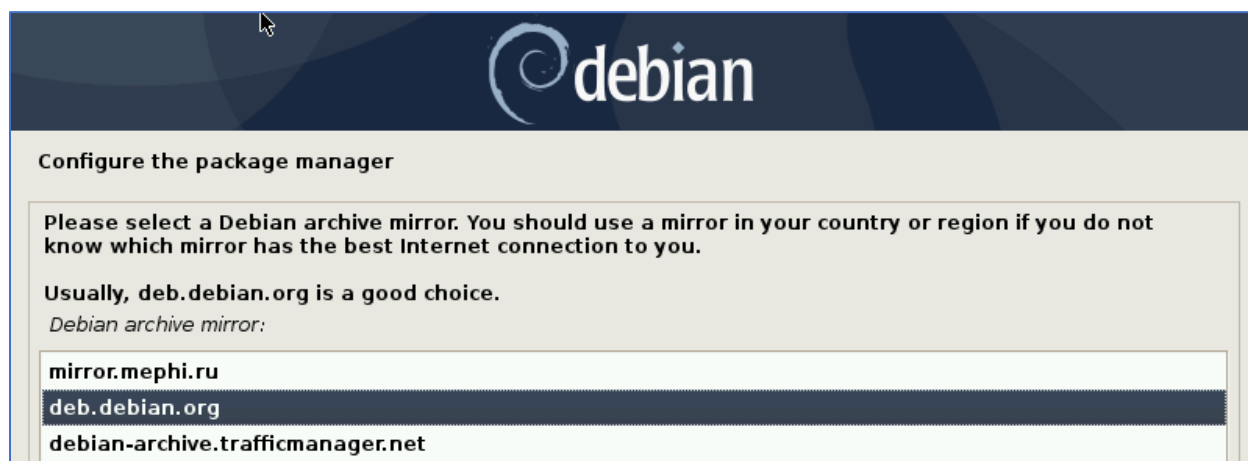 debian
Configure the package manager
Please select a Debian archive mirror. You should use a mirror in your country or region if you do not
know which mirror has the best Internet connection to you.
Usually, deb.debian.org is a good choice.
Debian archive mirror:
mirror.mephi.ru
deb.debian.org
debian-archive.trafficmanager.net